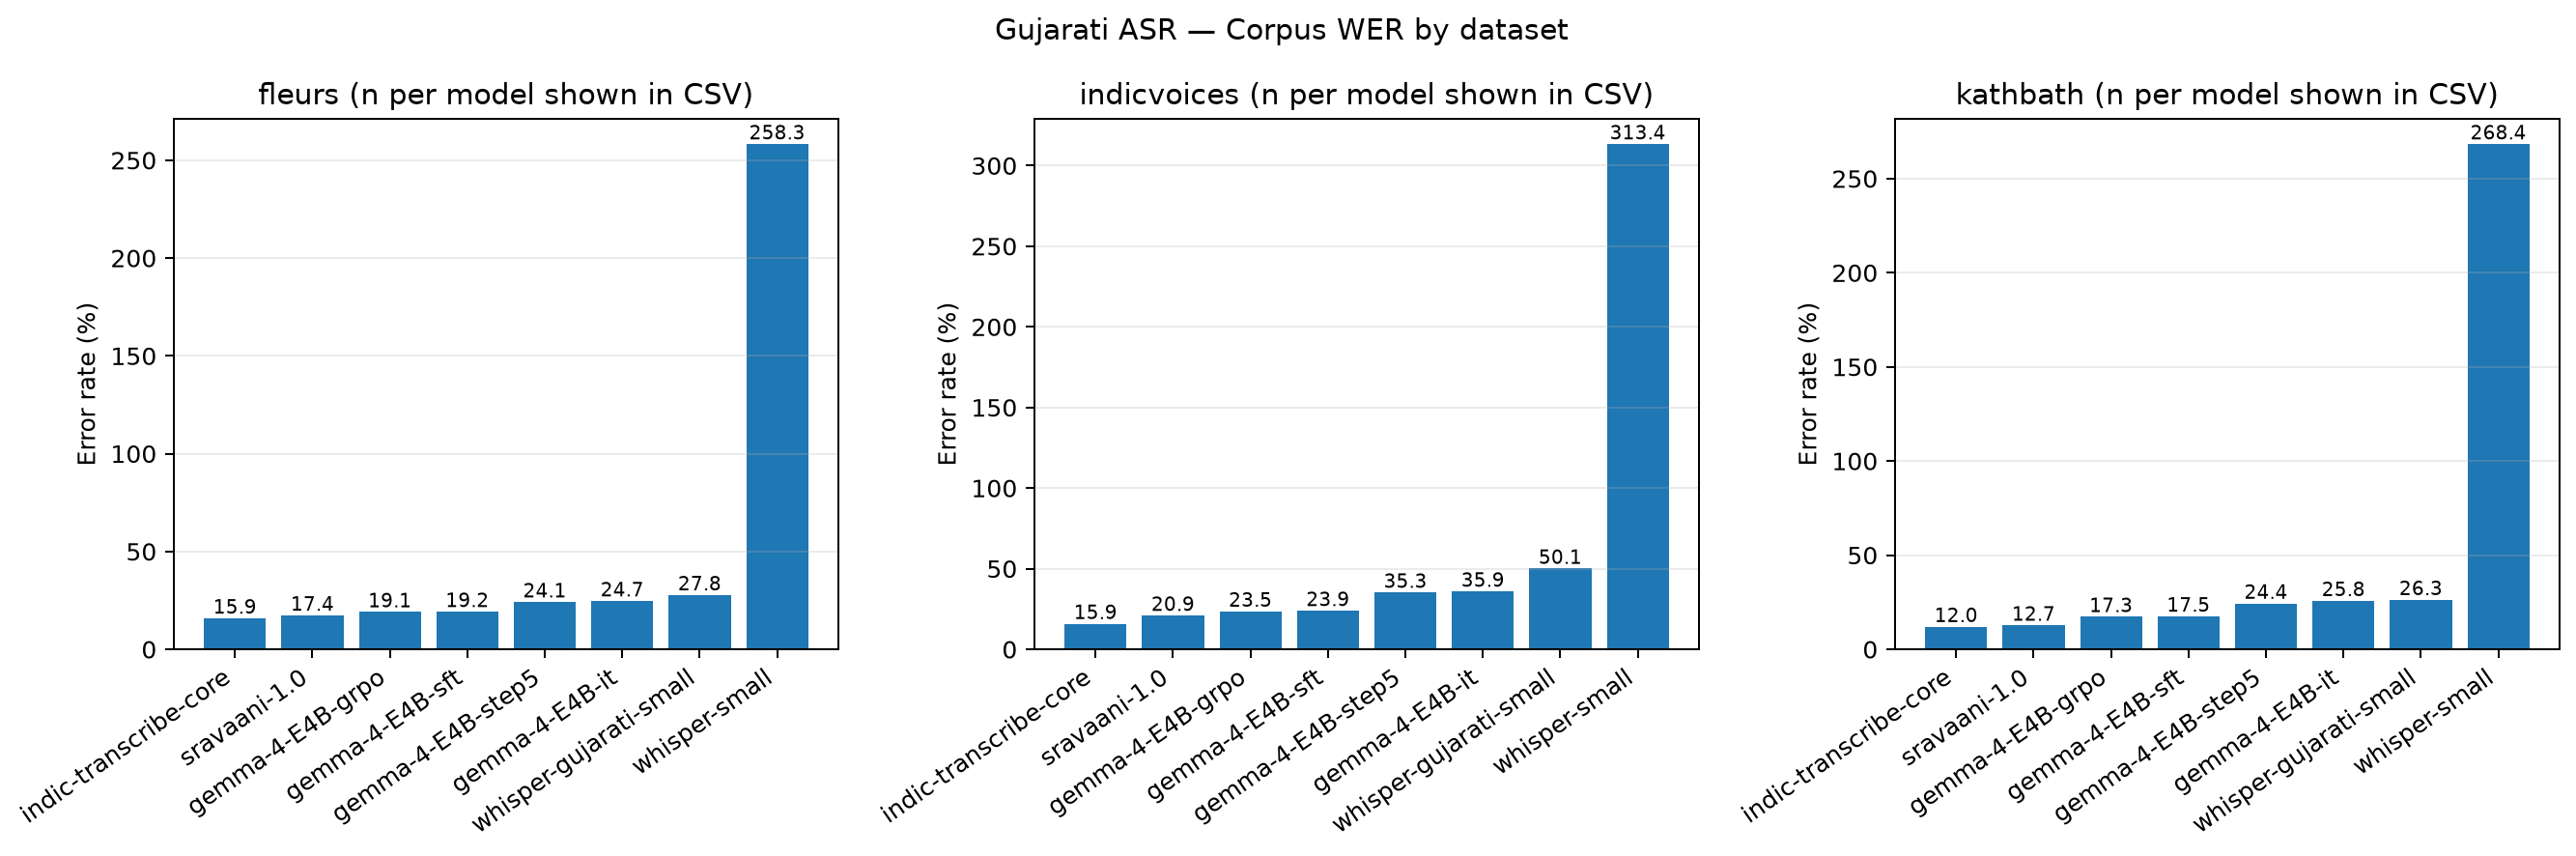 Gujarati ASR — Corpus WER by dataset
fleurs (n per model shown in CSV)
Error rate (%)
250
200
150
100
50
0
15.9
17.4
19.1
19.2
24.1
24.7
27.8
258.3
indic-transcribe-core
sravaani-1.0
gemma-4-E4B-grpo
gemma-4-E4B-sft
gemma-4-E4B-step5
gemma-4-E4B-it
whisper-gujarati-small
whisper-small
indicvoices (n per model shown in CSV)
Error rate (%)
300
250
200
150
100
50
0
15.9
20.9
23.5
23.9
35.3
35.9
50.1
313.4
indic-transcribe-core
sravaani-1.0
gemma-4-E4B-grpo
gemma-4-E4B-sft
gemma-4-E4B-step5
gemma-4-E4B-it
whisper-gujarati-small
whisper-small
kathbath (n per model shown in CSV)
Error rate (%)
250
200
150
100
50
0
12.0
12.7
17.3
17.5
24.4
25.8
26.3
268.4
indic-transcribe-core
sravaani-1.0
gemma-4-E4B-grpo
gemma-4-E4B-sft
gemma-4-E4B-step5
gemma-4-E4B-it
whisper-gujarati-small
whisper-small